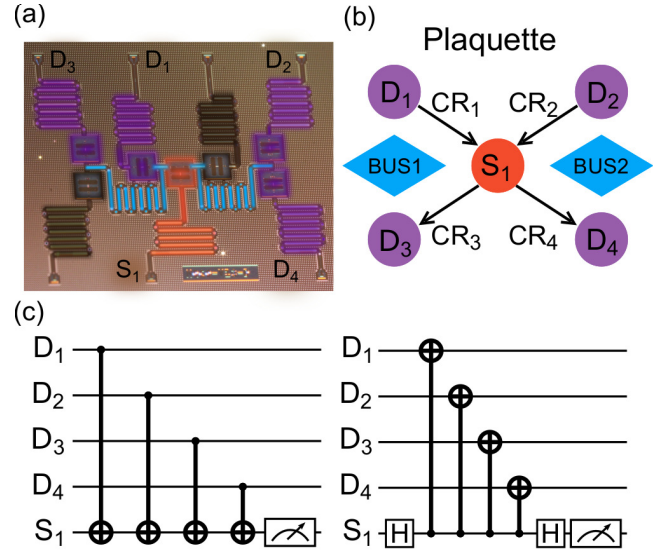 (a)
D3 D1 D2
S1 D4
(b)
Plaquette
D1 CR1 CR2 D2
BUS1 S1 BUS2
D3 CR3 CR4 D4
(c)
D1
D2
D3
D4
S1
D1
D2
D3
D4
S1 H H